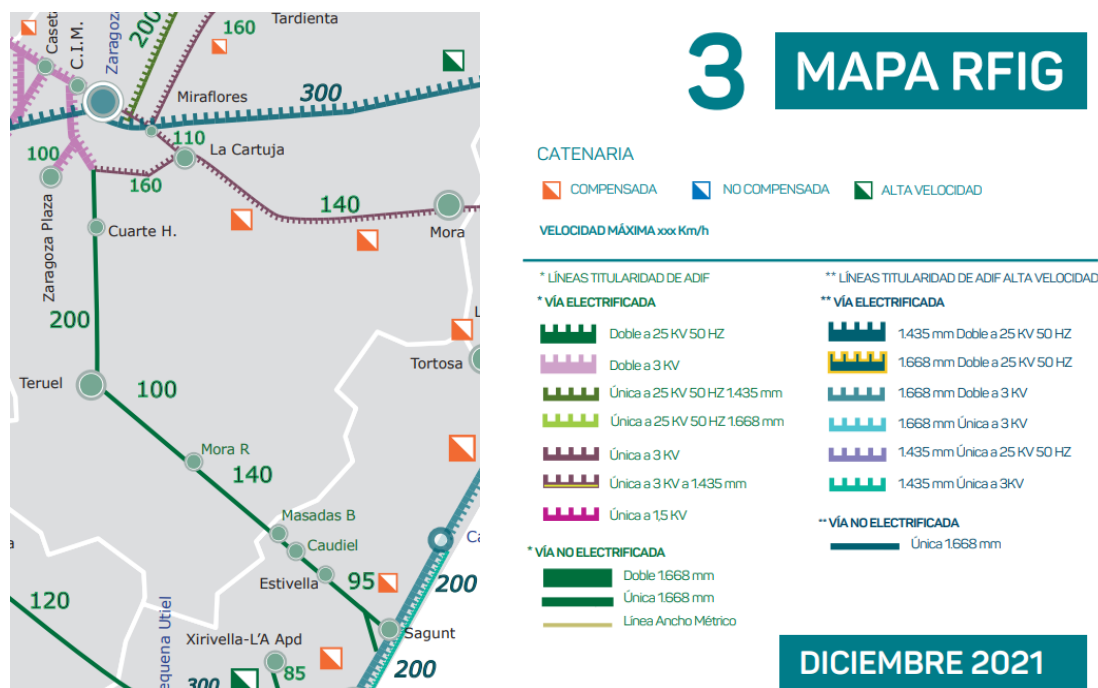 Tardienta
160
200
Caset
C.I.M.
Zaragoza
Miraflores
300
110
La Cartuja
100
160
140
Zaragoza Plaza
Cuarte H.
Mora
200
Tortosa
Teruel
100
Mora R
140
Masadas B
Caudiel
Estivella
95
200
120
Sagunt
equena Utiel
Xirivella-L'A Apd
200
85
300
3
MAPA RFIG
CATENARIA
COMPENSADA
NO COMPENSADA
ALTA VELOCIDAD
VELOCIDAD MÁXIMA xxx Km/h
* LÍNEAS TITULARIDAD DE ADIF
* VÍA ELECTRIFICADA
Doble a 25 KV 50 HZ
Doble a 3 KV
Única a 25 KV 50 HZ 1.435 mm
Única a 25 KV 50 HZ 1.668 mm
Única a 3 KV
Única a 3 KV a 1.435 mm
Única a 1,5 KV
* VÍA NO ELECTRIFICADA
Doble 1.668 mm
Única 1.668 mm
Línea Ancho Métrico
** LÍNEAS TITULARIDAD DE ADIF ALTA VELOCIDAD
** VÍA ELECTRIFICADA
1.435 mm Doble a 25 KV 50 HZ
1.668 mm Doble a 25 KV 50 HZ
1.668 mm Doble a 3 KV
1.668 mm Única a 3 KV
1.435 mm Única a 25 KV 50 HZ
1.435 mm Única a 3KV
** VÍA NO ELECTRIFICADA
Única 1.668 mm
DICIEMBRE 2021